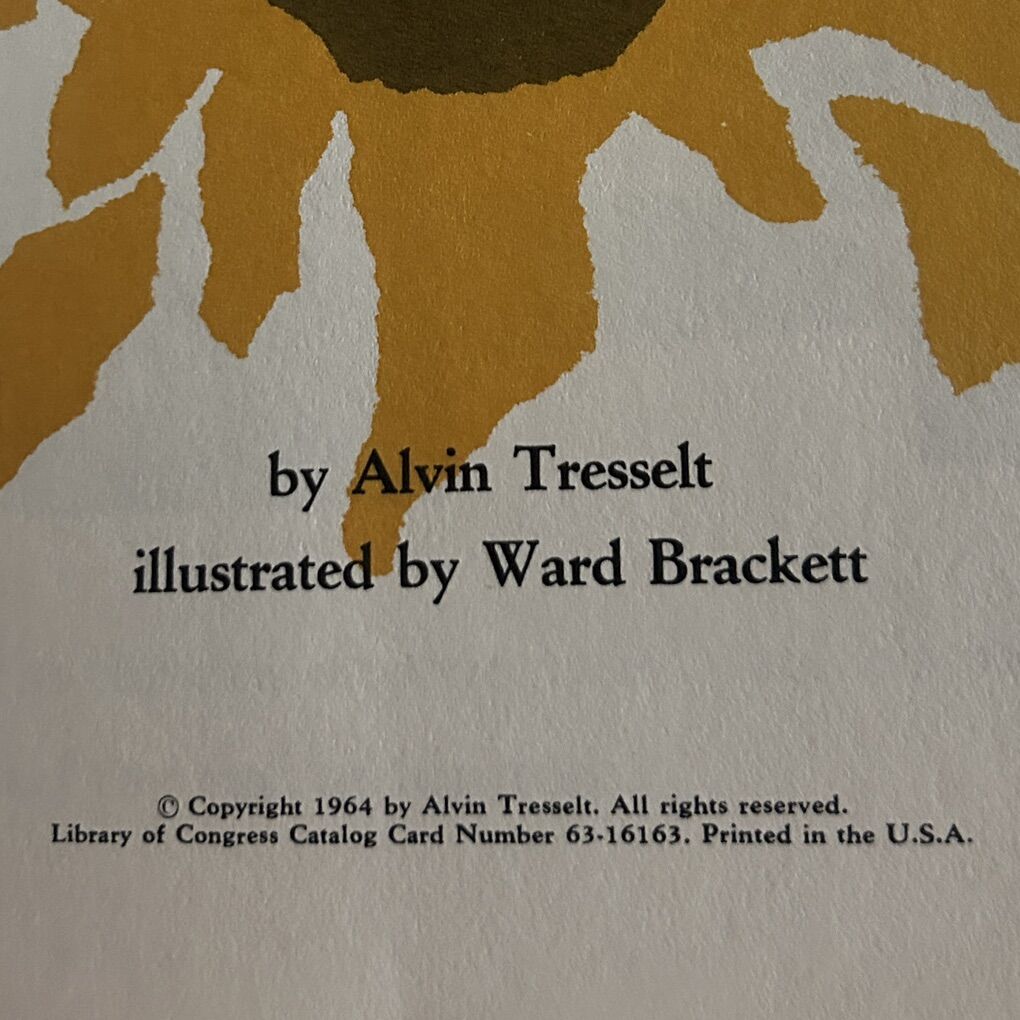 by Alvin Tresselt
illustrated by Ward Brackett
© Copyright 1964 by Alvin Tresselt. All rights reserved.
Library of Congress Catalog Card Number 63-16163. Printed in the U.S.A.